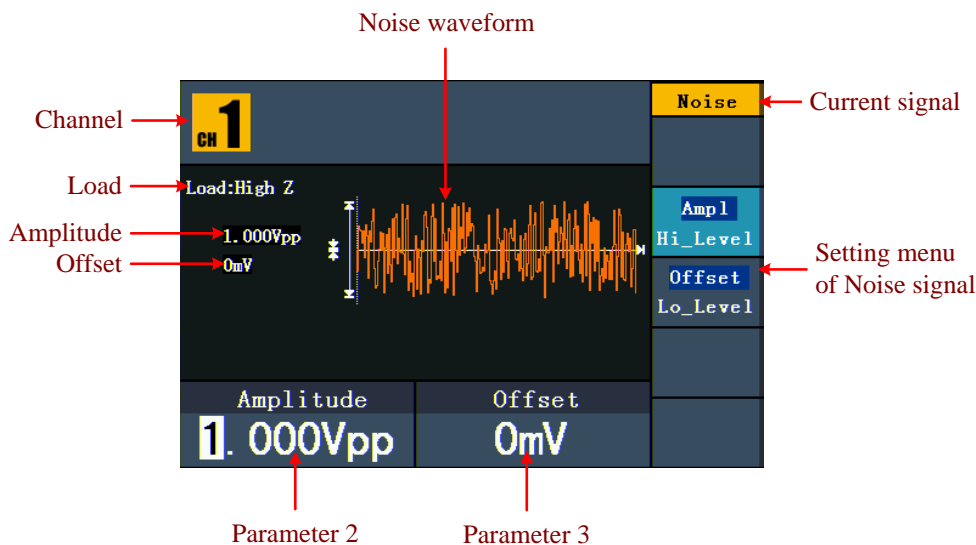 Noise waveform
Channel
CH 1
Noise
Current signal
Load
Load:High Z
Amplitude
1.000Vpp
Offset
0mV
Ampl
Hi_Level
Offset
Lo_Level
Setting menu
of Noise signal
Amplitude
Offset
1.000Vpp
0mV
Parameter 2
Parameter 3